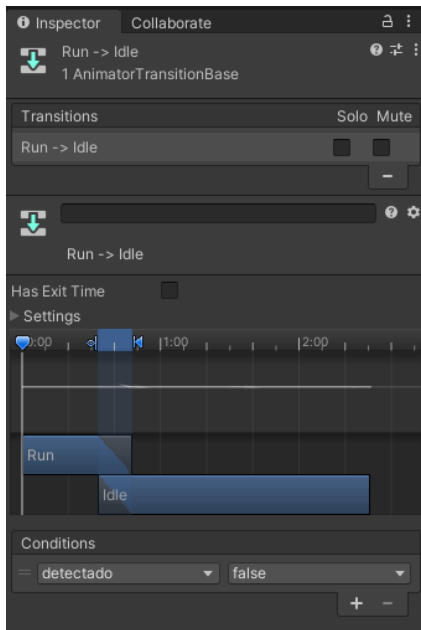 Inspector Collaborate
Run -> Idle
1 AnimatorTransitionBase
Transitions Solo Mute
Run -> Idle
Run -> Idle
Has Exit Time
Settings
0:00 1:00 2:00
Run
Idle
Conditions
detectado false